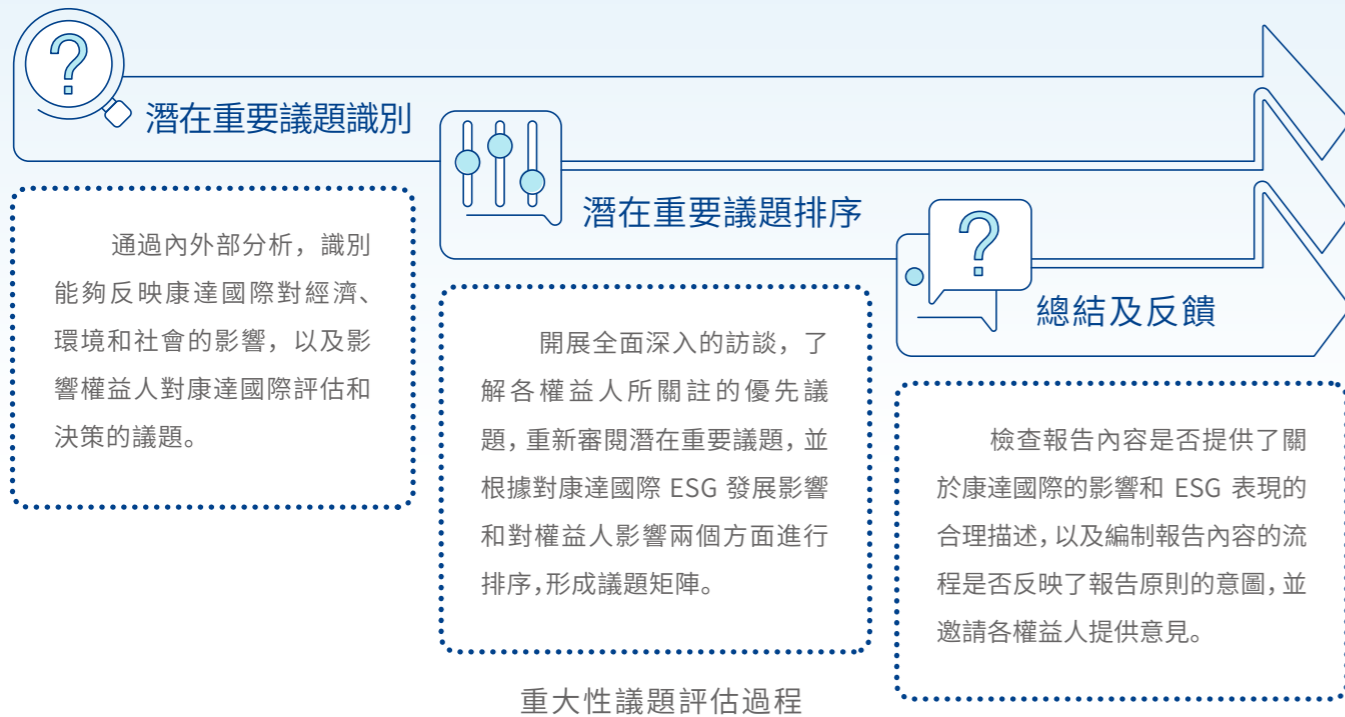 ?
潛在重要議題識別
通過內外部分析，識別
能夠反映康達國際對經濟、
環境和社會的影響，以及影
響權益人對康達國際評估和
決策的議題。
潛在重要議題排序
開展全面深入的訪談，了
解各權益人所關註的優先議
題，重新審閱潛在重要議題，並
根據對康達國際 ESG 發展影響
和對權益人影響兩個方面進行
排序，形成議題矩陣。
?
總結及反饋
檢查報告內容是否提供了關
於康達國際的影響和 ESG 表現的
合理描述，以及編制報告內容的流
程是否反映了報告原則的意圖，並
邀請各權益人提供意見。
重大性議題評估過程